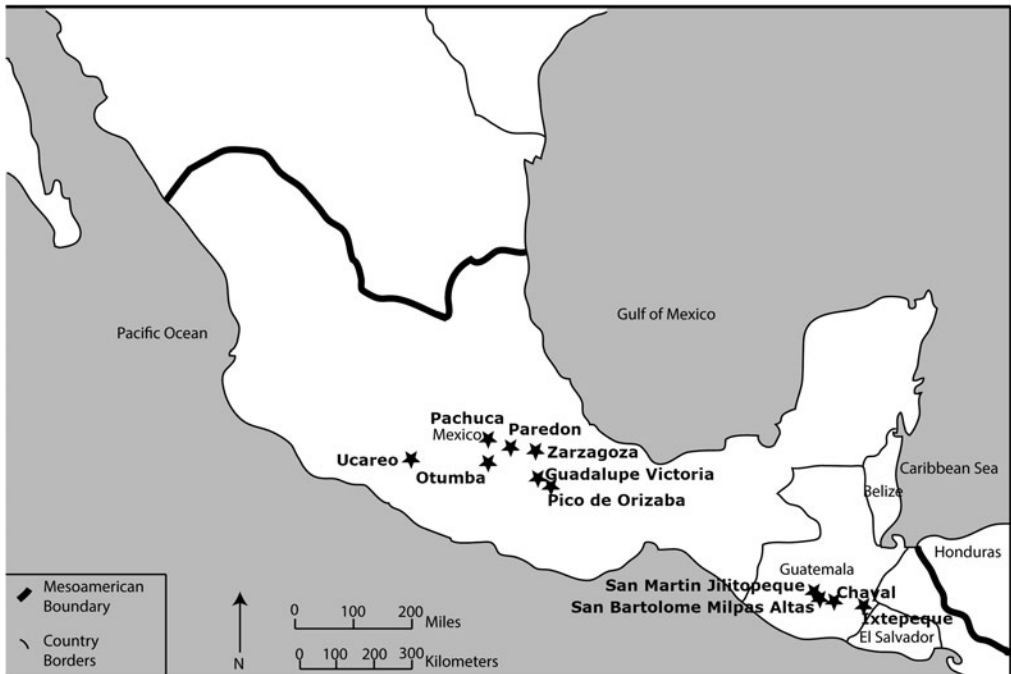 Gulf of Mexico
Pacific Ocean
Pachuca
Mexico
Paredon
Ucareo
Zarzagoza
Otumba
Guadalupe Victoria
Pico de Orizaba
Caribbean Sea
Belize
Honduras
Guatemala
San Martin Jilitopeque
Chayal
San Bartolome Milpas Altas
Ixtepeque
El Salvador
Mesoamerican
Boundary
Country
Borders
N
0 100 200
Miles
0 100 200 300
Kilometers